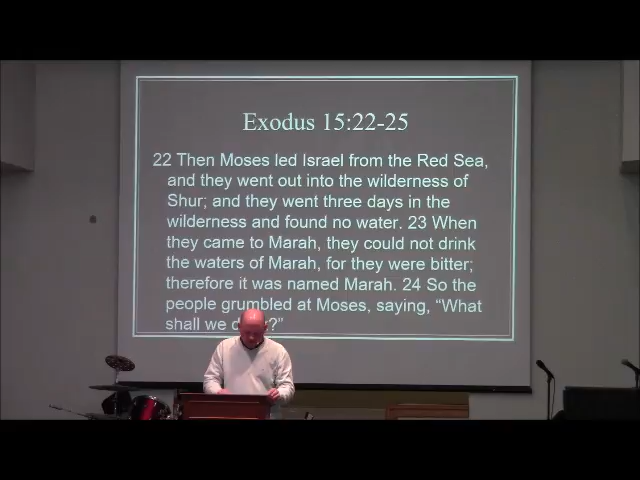 Exodus 15:22-25
22 Then Moses led Israel from the Red Sea,
and they went out into the wilderness of
Shur; and they went three days in the
wilderness and found no water. 23 When
they came to Marah, they could not drink
the waters of Marah, for they were bitter;
therefore it was named Marah. 24 So the
people grumbled at Moses, saying, “What
shall we